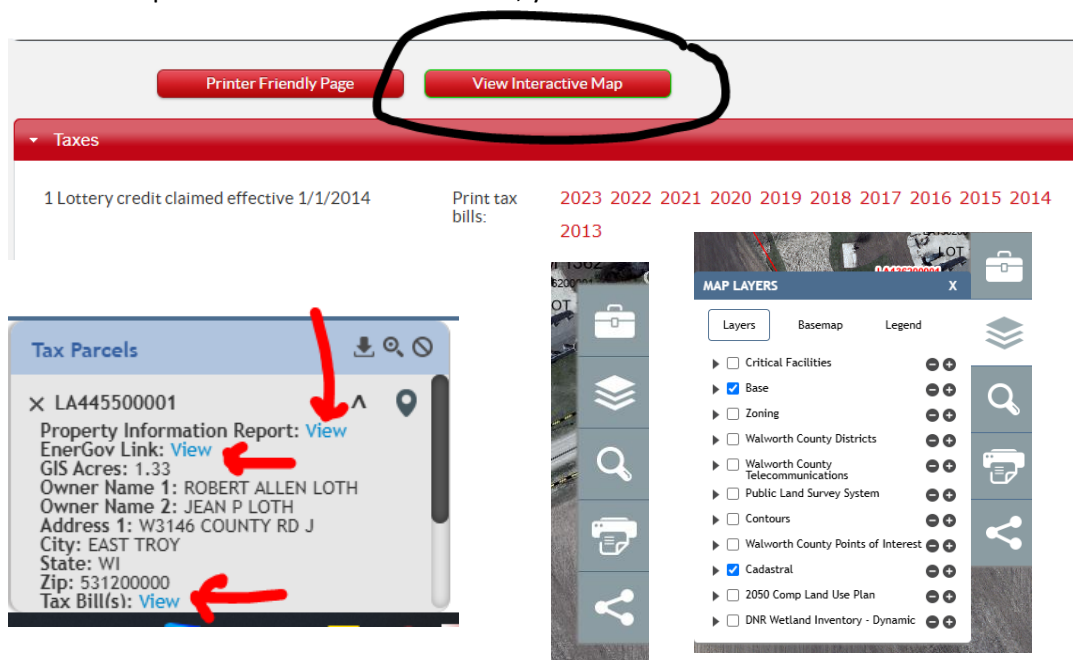 Printer Friendly Page
View Interactive Map
Taxes
1 Lottery credit claimed effective 1/1/2014
Print tax
bills:
2023 2022 2021 2020 2019 2018 2017 2016 2015 2014
2013
Tax Parcels
LA445500001
Property Information Report: View
EnerGov Link: View
GIS Acres: 1.33
Owner Name 1: ROBERT ALLEN LOTH
Owner Name 2: JEAN P LOTH
Address 1: W3146 COUNTY RD J
City: EAST TROY
State: WI
Zip: 531200000
Tax Bill(s): View
OT
LOT
MAP LAYERS
X
Layers
Basemap
Legend
Critical Facilities
Base
Zoning
Walworth County Districts
Walworth County
Telecommunications
Public Land Survey System
Contours
Walworth County Points of Interest
Cadastral
2050 Comp Land Use Plan
DNR Wetland Inventory - Dynamic